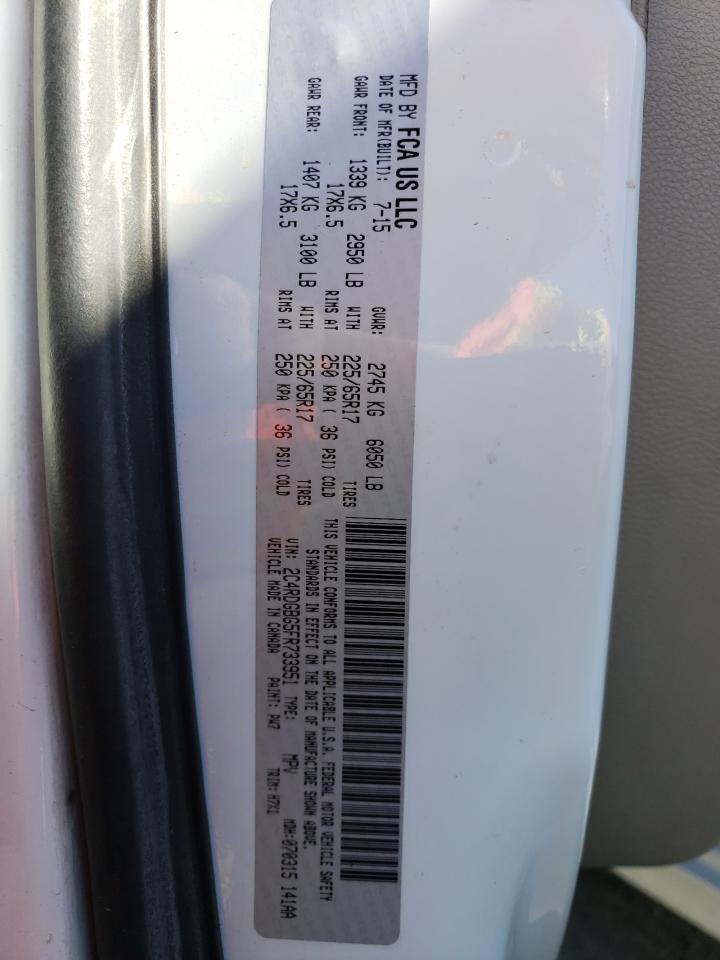 MFD BY FCA US LLC
DATE OF MFR(BUILT): 7-15 GVWR: 2745 KG 6050 LB
GAWR FRONT: 1339 KG 2950 LB WITH 225/65R17 TIRES
17X6.5 RIMS AT 250 KPA ( 36 PSI) COLD
GAWR REAR: 1407 KG 3100 LB WITH 225/65R17 TIRES
17X6.5 RIMS AT 250 KPA ( 36 PSI) COLD
THIS VEHICLE CONFORMS TO ALL APPLICABLE U.S.A. FEDERAL MOTOR VEHICLE SAFETY
STANDARDS IN EFFECT ON THE DATE OF MANUFACTURE SHOWN ABOVE.
VIN: 2C4RDGBG5FR733951 TYPE: MPV MDH:070315 141AA
VEHICLE MADE IN CANADA PAINT: PW7 TRIM: H7X1